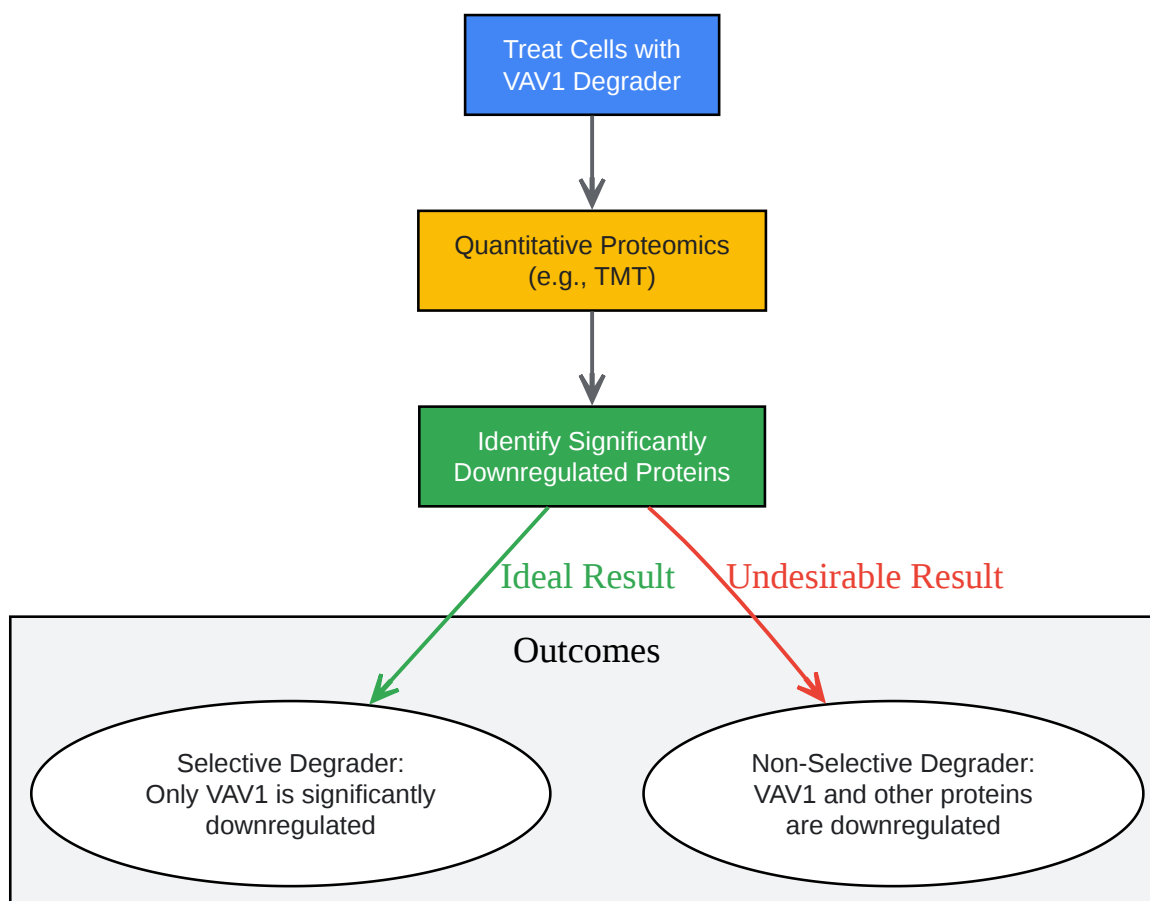 Treat Cells with
VAV1 Degrader
Quantitative Proteomics
(e.g., TMT)
Identify Significantly
Downregulated Proteins
Ideal Result
Undesirable Result
Outcomes
Selective Degrader:
Only VAV1 is significantly
downregulated
Non-Selective Degrader:
VAV1 and other proteins
are downregulated